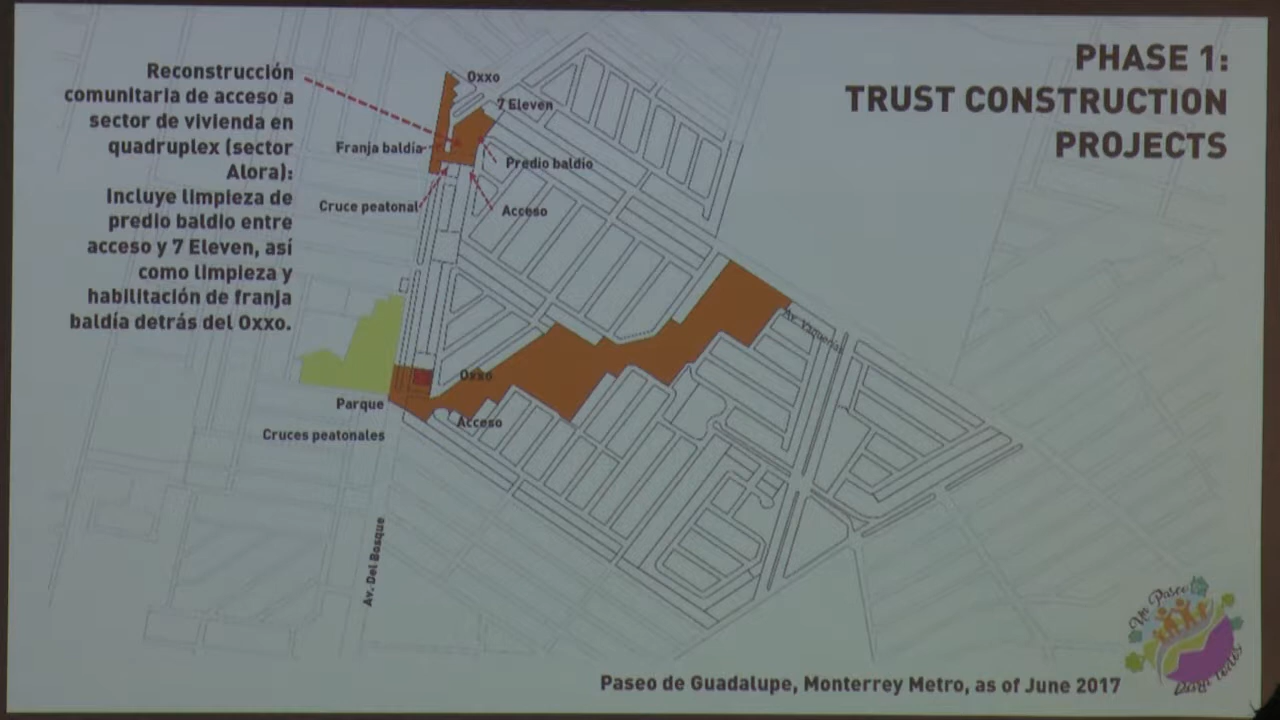 PHASE 1:
TRUST CONSTRUCTION
PROJECTS
Reconstrucción
comunitaria de acceso a
sector de vivienda en
quadruplex (sector
Alora):
Incluye limpieza de
predio baldio entre
acceso y 7 Eleven, así
como limpieza y
habilitación de franja
baldía detrás del Oxxo.
Oxxo
7 Eleven
Franja baldía
Predio baldío
Cruce peatonal
Acceso
Oxxo
Parque
Acceso
Cruces peatonales
Av. Del Bosque
Paseo de Guadalupe, Monterrey Metro, as of June 2017
Un Paseo